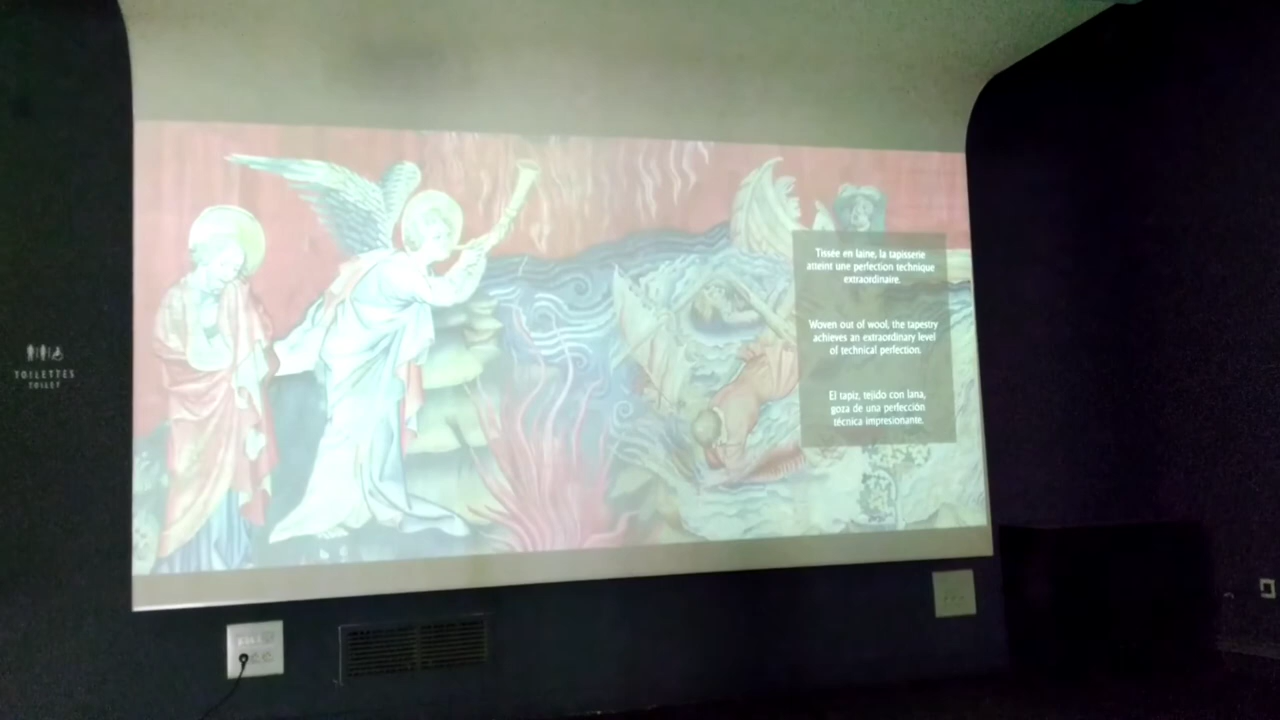 TOILETTES
TOILET
Tissée en laine, la tapisserie
atteint une perfection technique
extraordinaire.
Woven out of wool, the tapestry
achieves an extraordinary level
of technical perfection.
El tapiz, tejido con lana,
goza de una perfección
técnica impresionante.